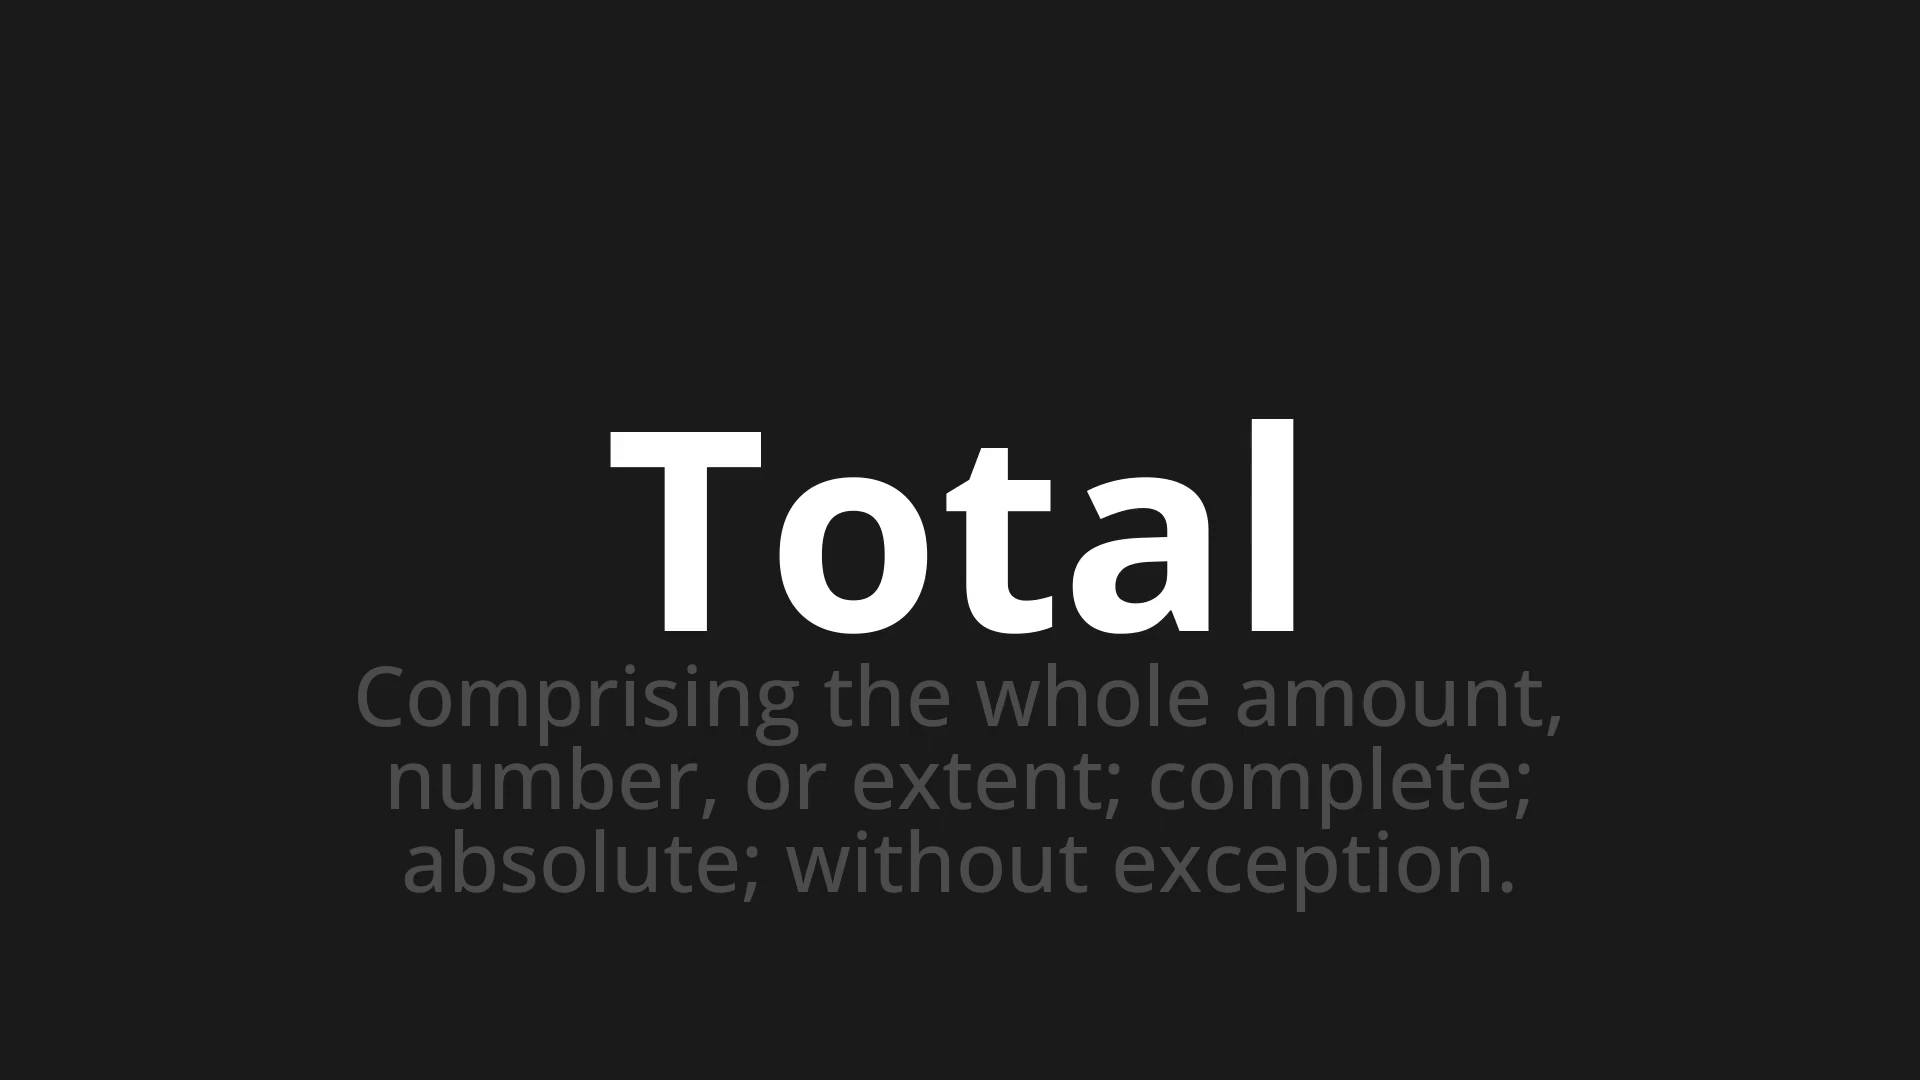 Total
Comprising the whole amount,
number, or extent; complete;
absolute; without exception.